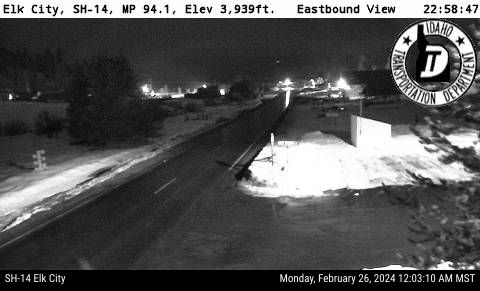 Elk City, SH-14, MP 94.1, Elev 3,939ft. Eastbound View 22:58:47
IDAHO
TRANSPORTATION DEPARTMENT
SH-14 Elk City Monday, February 26, 2024 12:03:10 AM MST